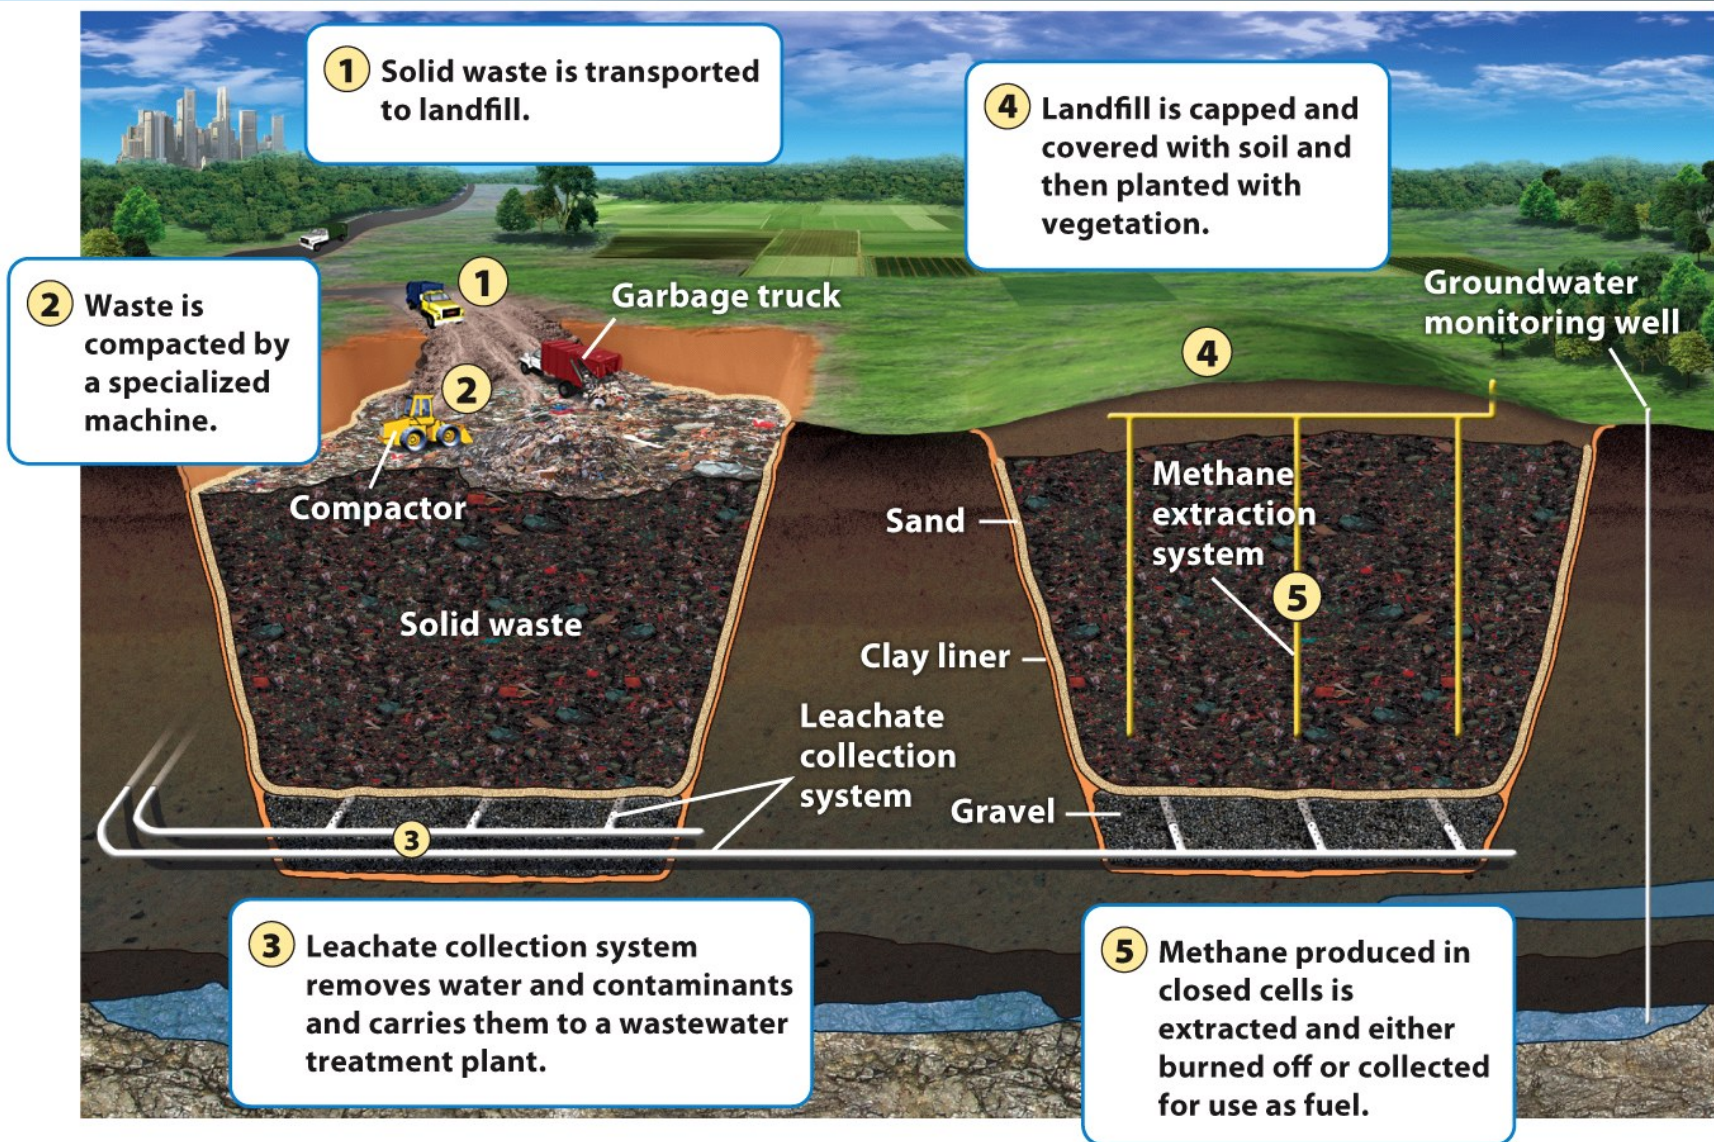 1 Solid waste is transported
to landfill.
4 Landfill is capped and
covered with soil and
then planted with
vegetation.
2 Waste is
compacted by
a specialized
machine.
1
Garbage truck
Groundwater
monitoring well
4
2
Compactor
Sand
Methane
extraction
system
5
Solid waste
Clay liner
Leachate
collection
system
Gravel
3
3 Leachate collection system
removes water and contaminants
and carries them to a wastewater
treatment plant.
5 Methane produced in
closed cells is
extracted and either
burned off or collected
for use as fuel.